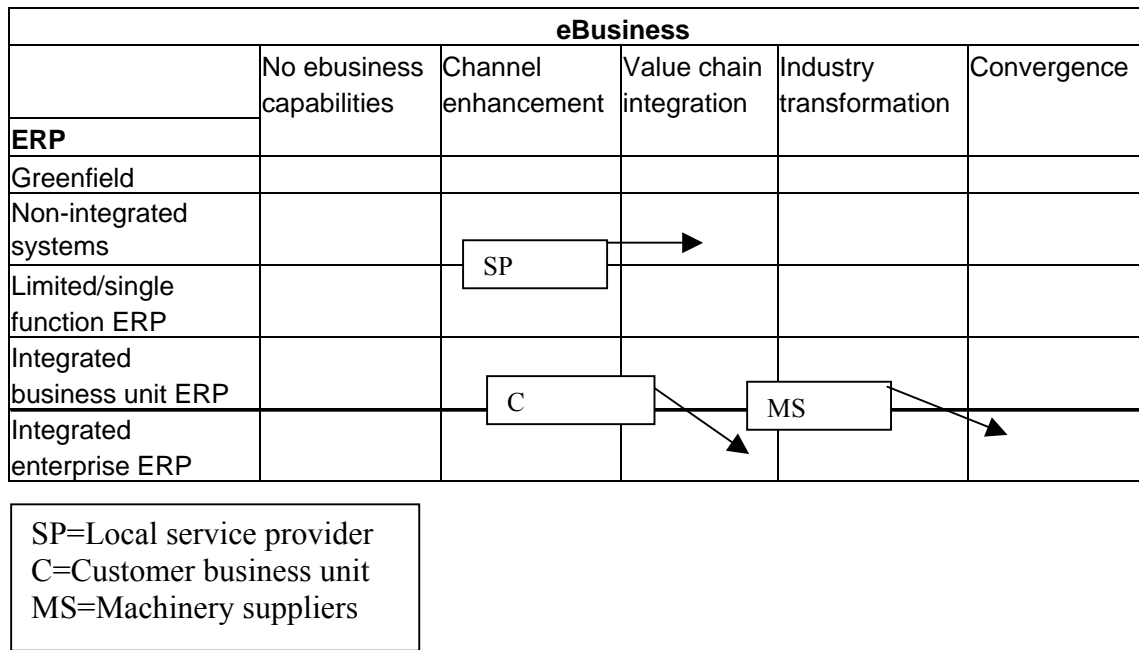 eBusiness
No ebusiness Channel Value chain Industry Convergence
capabilities enhancement integration transformation
ERP
Greenfield
Non-integrated
systems
SP
Limited/single
function ERP
Integrated
business unit ERP
C MS
Integrated
enterprise ERP
SP=Local service provider
C=Customer business unit
MS=Machinery suppliers